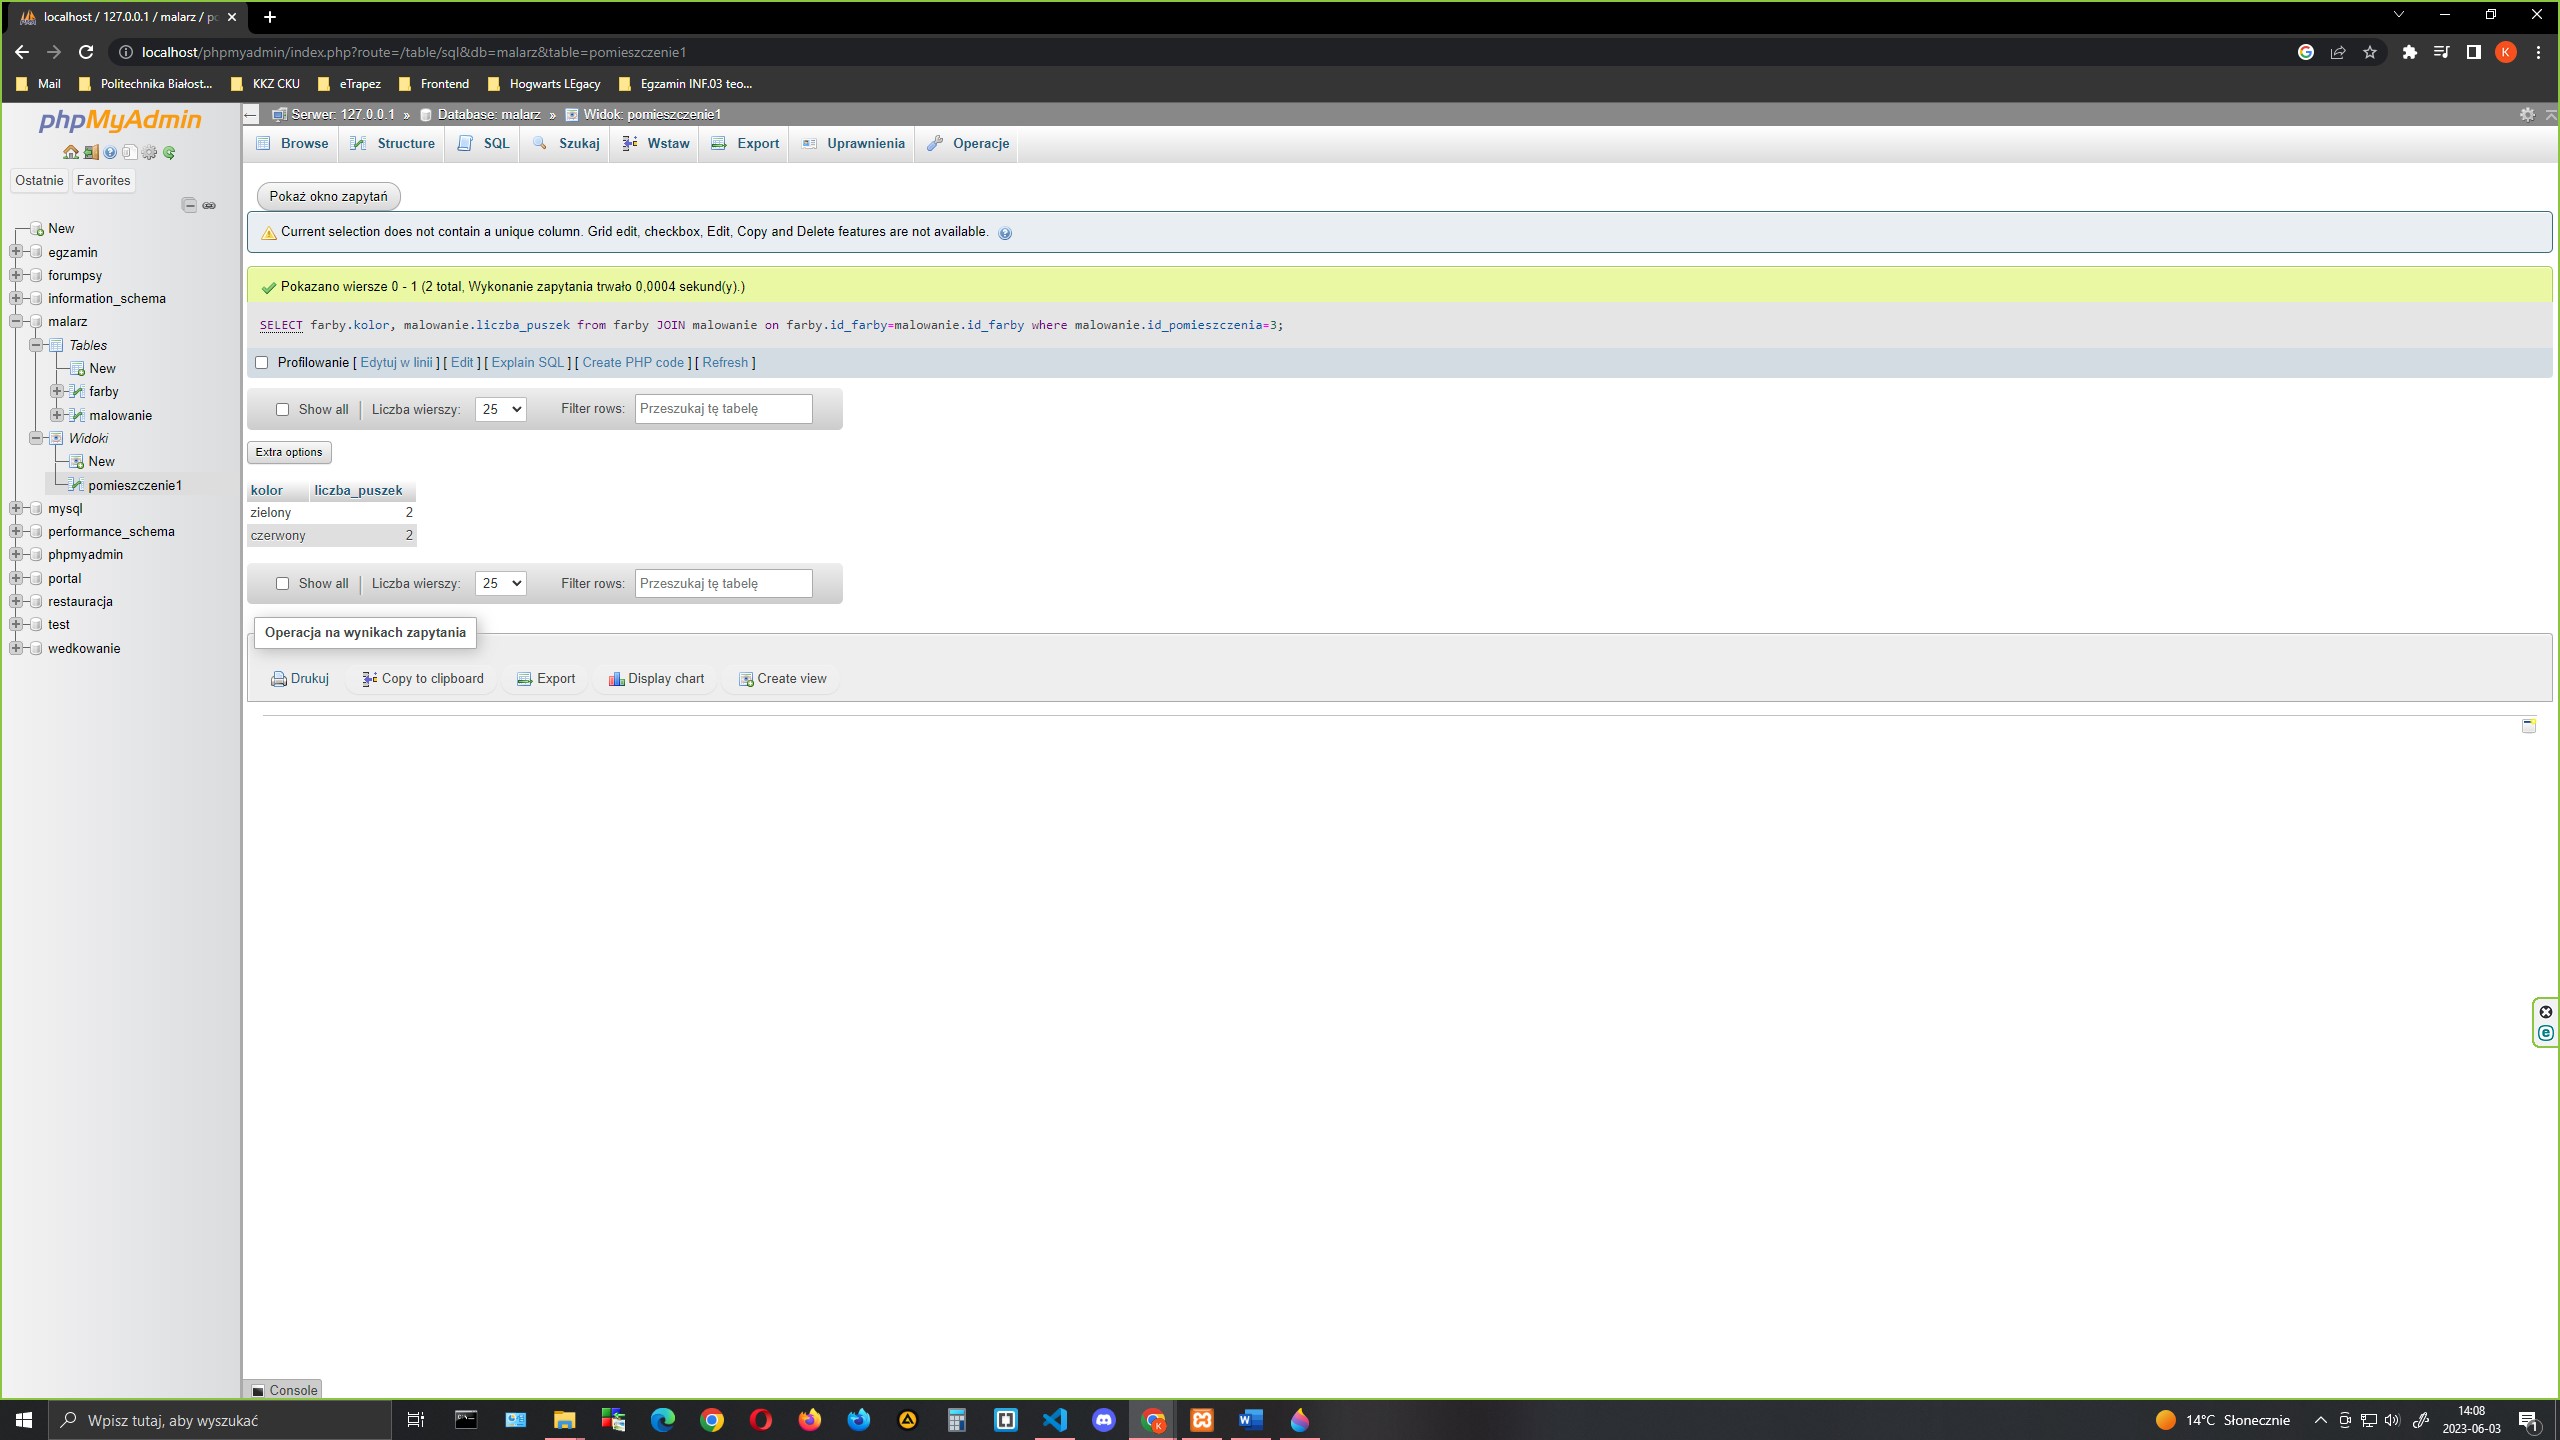 localhost / 127.0.0.1 / malarz / po
localhost/phpmyadmin/index.php?route=/table/sql&db=malarz&table=pomieszczenie1
K
Mail
Politechnika Białost...
KKZ CKU
eTrapez
Frontend
Hogwarts LEgacy
Egzamin INF.03 teo...
phpMyAdmin
Ostatnie
Favorites
New
egzamin
forumpsy
information_schema
malarz
Tables
New
farby
malowanie
Widoki
New
pomieszczenie1
mysql
performance_schema
phpmyadmin
portal
restauracja
test
wedkowanie
Serwer: 127.0.0.1 » Database: malarz » Widok: pomieszczenie1
Browse Structure SQL Szukaj Wstaw Export Uprawnienia Operacje
Pokaż okno zapytań
Current selection does not contain a unique column. Grid edit, checkbox, Edit, Copy and Delete features are not available.
Pokazano wiersze 0 - 1 (2 total, Wykonanie zapytania trwało 0,0004 sekund(y).)
SELECT farby.kolor, malowanie.liczba_puszek from farby JOIN malowanie on farby.id_farby=malowanie.id_farby where malowanie.id_pomieszczenia=3;
Profilowanie [ Edytuj w linii ] [ Edit ] [ Explain SQL ] [ Create PHP code ] [ Refresh ]
Show all Liczba wierszy: 25 Filter rows: Przeszukaj tę tabelę
Extra options
kolor liczba_puszek
zielony 2
czerwony 2
Show all Liczba wierszy: 25 Filter rows: Przeszukaj tę tabelę
Operacja na wynikach zapytania
Drukuj Copy to clipboard Export Display chart Create view
Console
Wpisz tutaj, aby wyszukać
14°C Słonecznie
14:08
2023-06-03
1